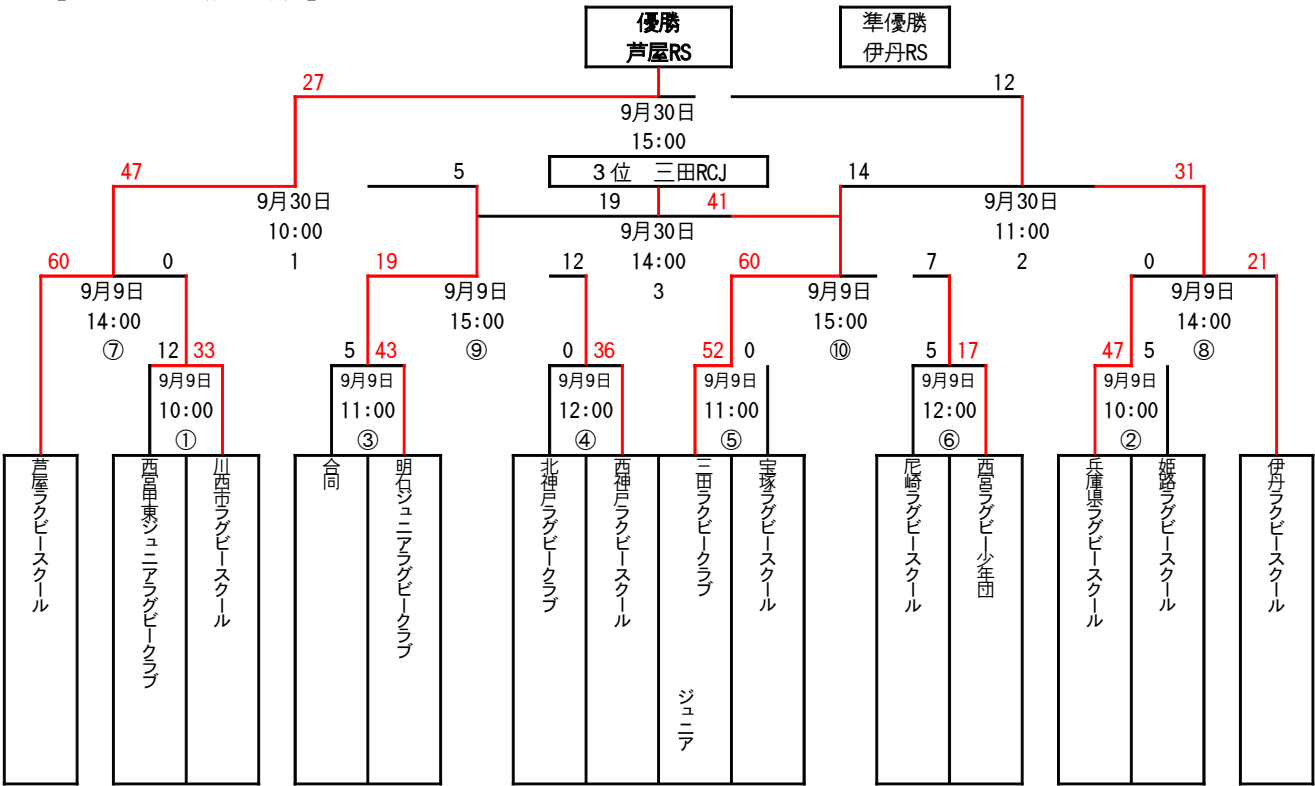 優勝
芦屋RS
準優勝
伊丹RS
27
12
9月30日
15:00
47
5
3位　三田RCJ
14
31
9月30日
10:00
1
19
41
9月30日
14:00
3
9月30日
11:00
2
60
0
19
12
60
7
0
21
9月9日
14:00
⑦
9月9日
15:00
⑨
9月9日
15:00
⑩
9月9日
14:00
⑧
12
33
5
43
0
36
52
0
5
17
47
5
9月9日
10:00
①
9月9日
11:00
③
9月9日
12:00
④
9月9日
11:00
⑤
9月9日
12:00
⑥
9月9日
10:00
②
芦屋ラグビースクール
西宮甲東ジュニアラグビークラブ
川西市ラグビースクール
合同
明石ジュニアラグビークラブ
北神戸ラグビークラブ
西神戸ラグビースクール
三田ラグビークラブ
ジュニア
宝塚ラグビースクール
尼崎ラグビースクール
西宮ラグビー少年団
兵庫県ラグビースクール
姫路ラグビースクール
伊丹ラグビースクール